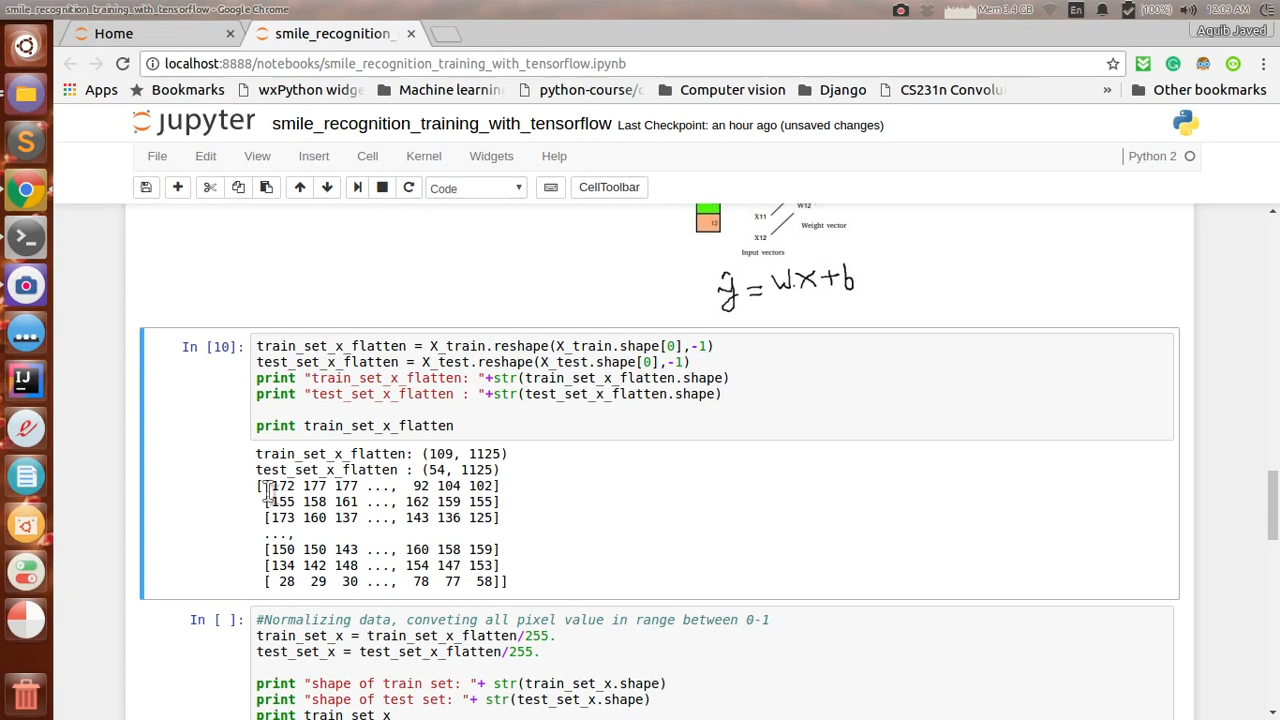 smile_recognition_training_with_tensorflow - Google Chrome
Mem 3.4 GB En (100%) 12:09 AM
Home × smile_recognition_ × Aquib Javed
localhost:8888/notebooks/smile_recognition_training_with_tensorflow.ipynb
Apps Bookmarks wxPython widg Machine learning python-course/c Computer vision Django CS231n Convolu » Other bookmarks
jupyter smile_recognition_training_with_tensorflow Last Checkpoint: an hour ago (unsaved changes)
File Edit View Insert Cell Kernel Widgets Help Python 2
Code CellToolbar
W12
X11
12 Weight vector
X12
Input vectors
ŷ = W.X+b
In [10]: train_set_x_flatten = X_train.reshape(X_train.shape[0],-1)
test_set_x_flatten = X_test.reshape(X_test.shape[0],-1)
print "train_set_x_flatten: "+str(train_set_x_flatten.shape)
print "test_set_x_flatten : "+str(test_set_x_flatten.shape)
print train_set_x_flatten
train_set_x_flatten: (109, 1125)
test_set_x_flatten : (54, 1125)
[[172 177 177 ..., 92 104 102]
[155 158 161 ..., 162 159 155]
[173 160 137 ..., 143 136 125]
...,
[150 150 143 ..., 160 158 159]
[134 142 148 ..., 154 147 153]
[ 28 29 30 ..., 78 77 58]]
In [ ]: #Normalizing data, conveting all pixel value in range between 0-1
train_set_x = train_set_x_flatten/255.
test_set_x = test_set_x_flatten/255.
print "shape of train set: "+ str(train_set_x.shape)
print "shape of test set: "+ str(test_set_x.shape)
print train_set_x